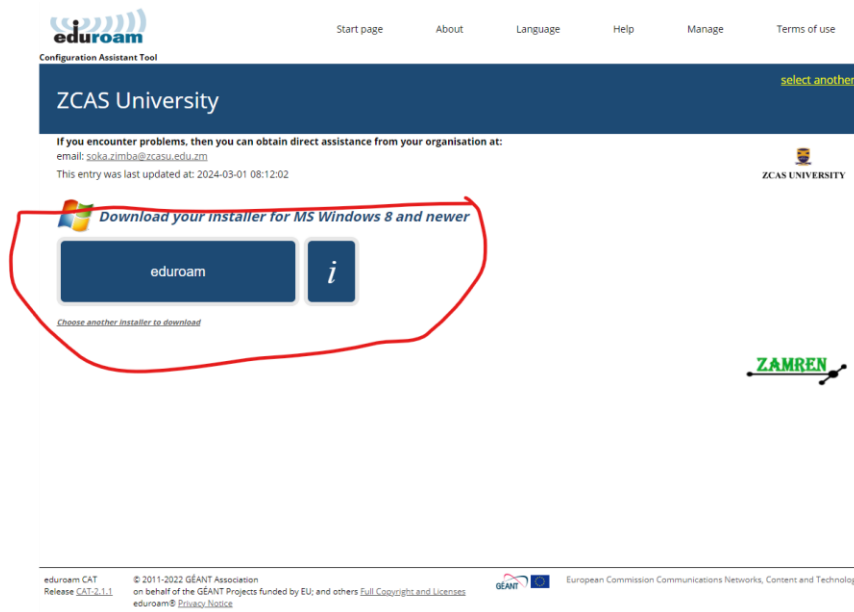 eduroam
Configuration Assistant Tool
Start page About Language Help Manage Terms of use
select another
ZCAS University
If you encounter problems, then you can obtain direct assistance from your organisation at:
email: soka.zimba@zcasu.edu.zm
This entry was last updated at: 2024-03-01 08:12:02
ZCAS UNIVERSITY
Download your installer for MS Windows 8 and newer
eduroam i
Choose another installer to download
ZAMREN
eduroam CAT
Release CAT-2.1.1
© 2011-2022 GÉANT Association
on behalf of the GÉANT Projects funded by EU; and others Full Copyright and Licenses
eduroam® Privacy Notice
GÉANT
European Commission Communications Networks, Content and Technolog